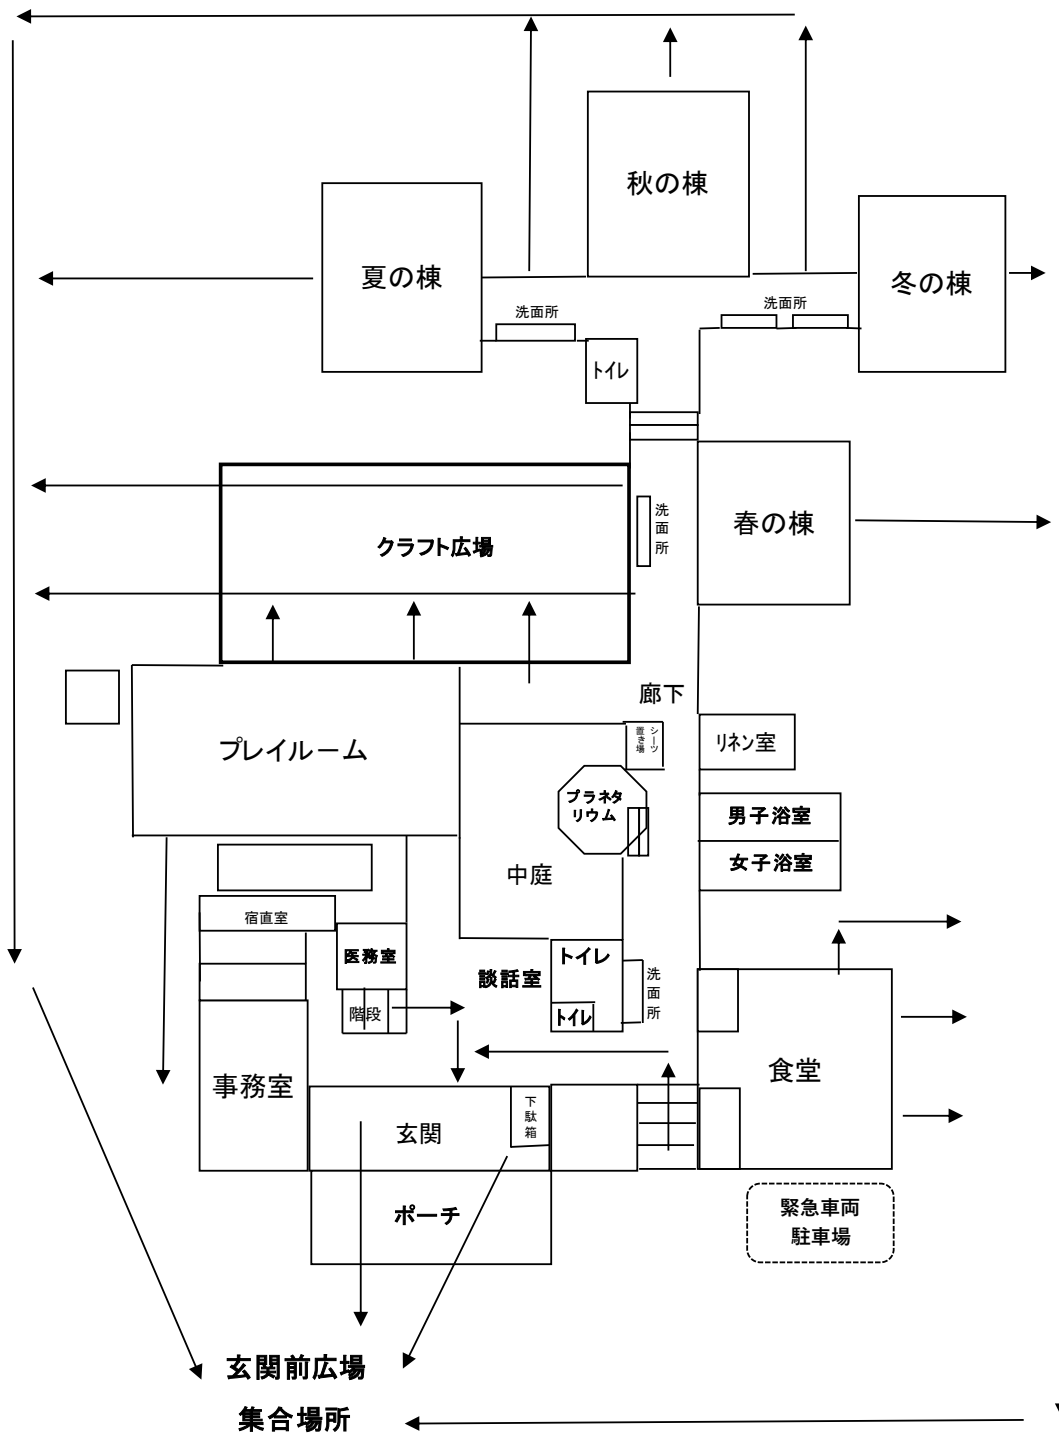 秋の棟
夏の棟
冬の棟
洗面所
洗面所
トイレ
春の棟
洗面所
クラフト広場
廊下
シーツ
置き場
リネン室
プレイルーム
プラネタ
リウム
男子浴室
女子浴室
中庭
宿直室
医務室
談話室
トイレ
洗面所
階段
トイレ
食堂
事務室
下駄箱
玄関
ポーチ
緊急車両
駐車場
玄関前広場
集合場所